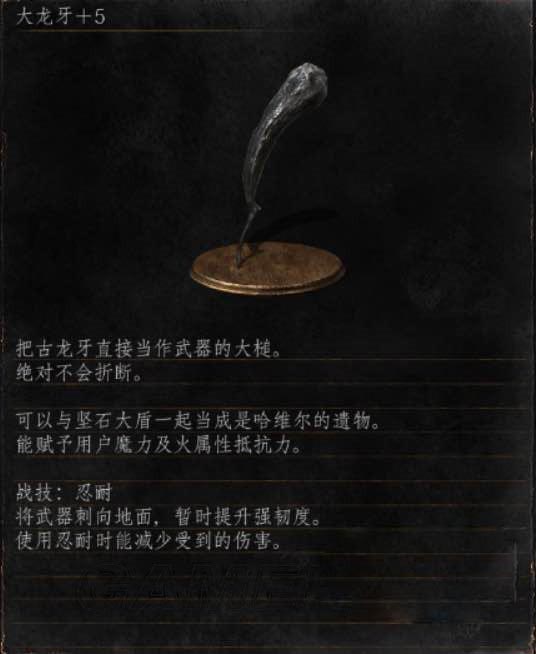 大龙牙＋5
把古龙牙直接当作武器的大槌。
绝对不会折断。
可以与坚石大盾一起当成是哈维尔的遗物。
能赋予用户魔力及火属性抵抗力。
战技：忍耐
将武器刺向地面，暂时提升强韧度。
使用忍耐时能减少受到的伤害。